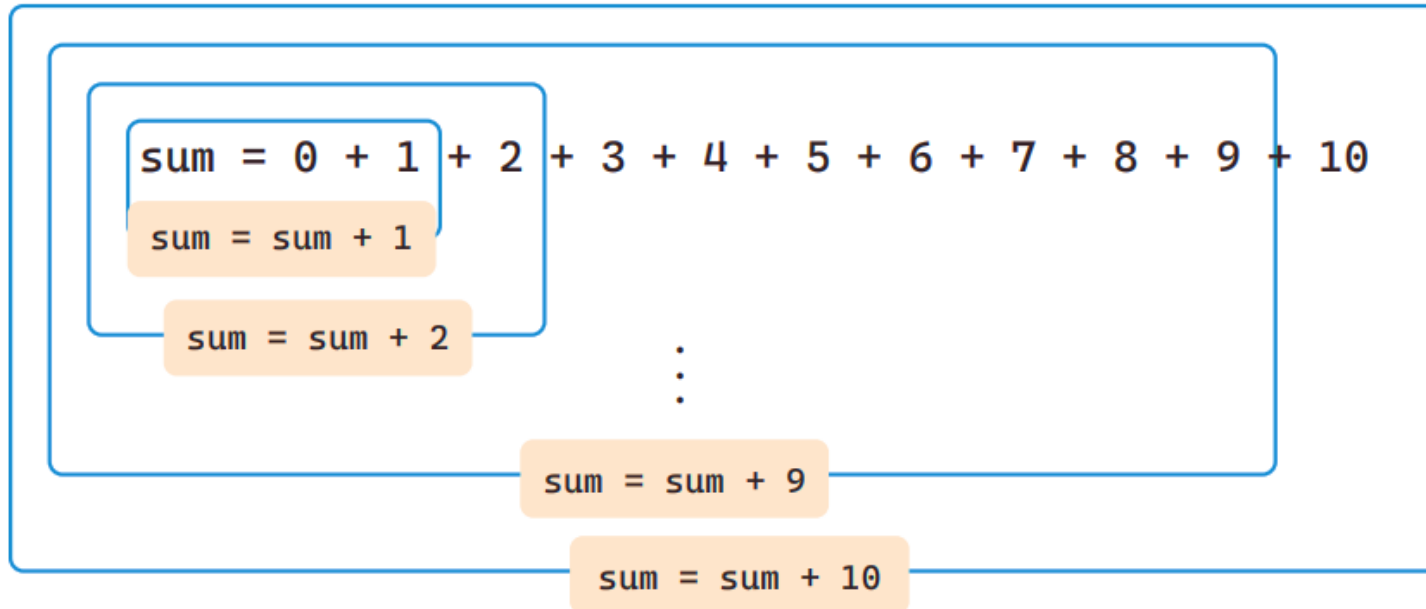 sum = 0 + 1 + 2 + 3 + 4 + 5 + 6 + 7 + 8 + 9 + 10
sum = sum + 1
sum = sum + 2
⋮
sum = sum + 9
sum = sum + 10